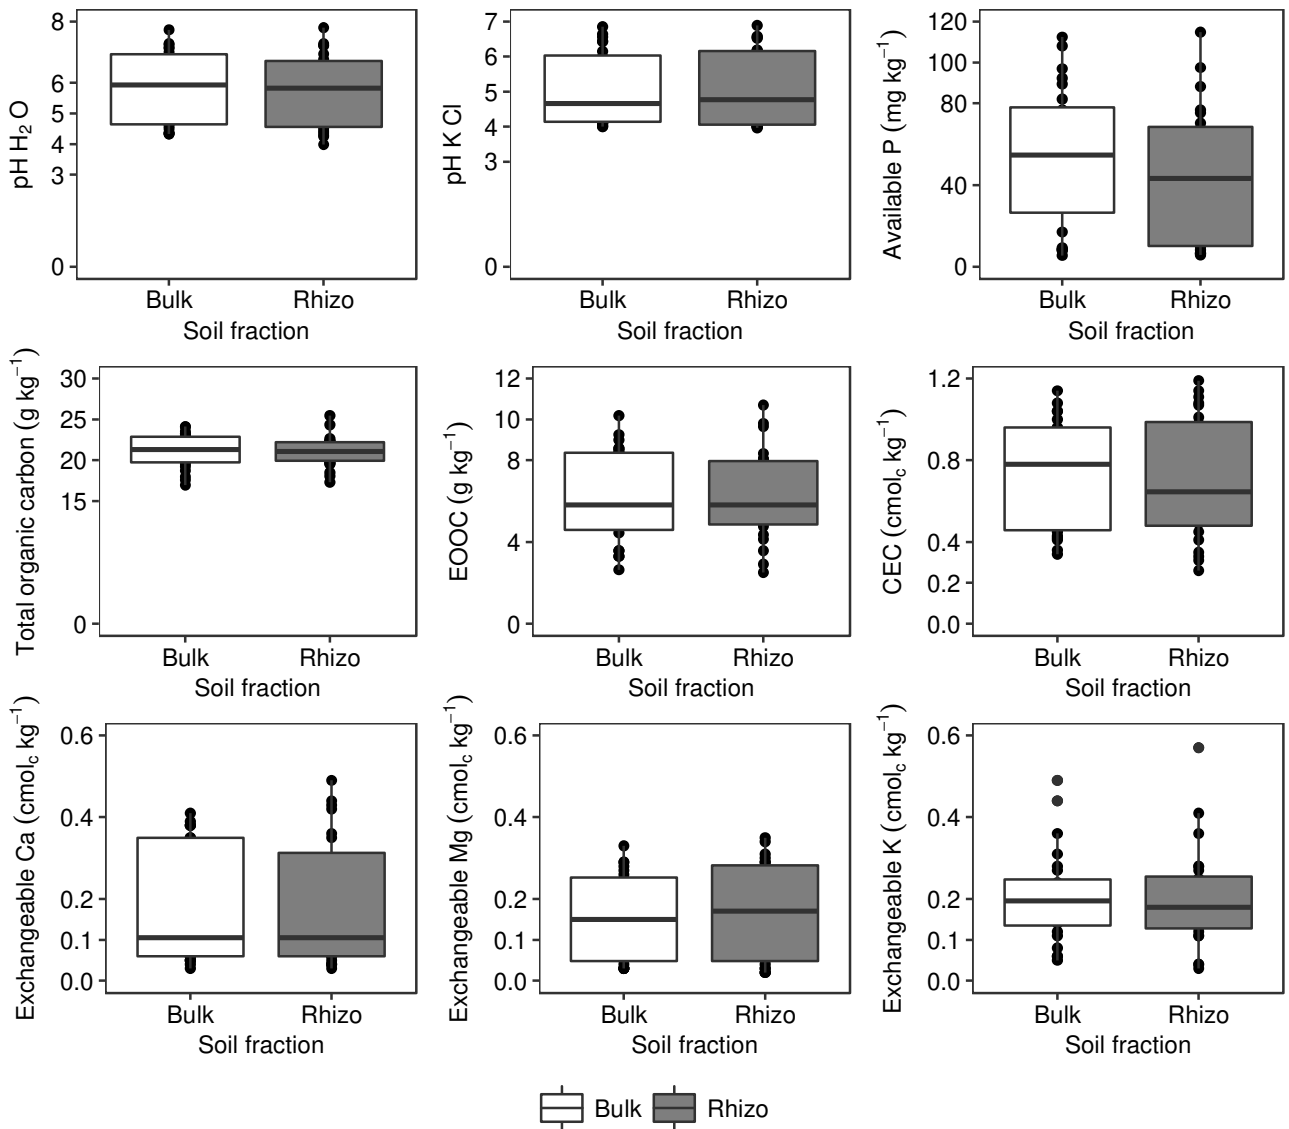 pH H₂ O
8
6
5
4
3
0
Bulk Rhizo
Soil fraction
pH K Cl
7
6
5
4
3
0
Bulk Rhizo
Soil fraction
Available P (mg kg⁻¹)
120
100
80
40
0
Bulk Rhizo
Soil fraction
Total organic carbon (g kg⁻¹)
30
25
20
15
0
Bulk Rhizo
Soil fraction
EOOC (g kg⁻¹)
12
10
8
4
0
Bulk Rhizo
Soil fraction
CEC (cmol꜀ kg⁻¹)
1.2
0.8
0.4
0.2
0.0
Bulk Rhizo
Soil fraction
Exchangeable Ca (cmol꜀ kg⁻¹)
0.6
0.4
0.2
0.1
0.0
Bulk Rhizo
Soil fraction
Exchangeable Mg (cmol꜀ kg⁻¹)
0.6
0.4
0.2
0.1
0.0
Bulk Rhizo
Soil fraction
Exchangeable K (cmol꜀ kg⁻¹)
0.6
0.4
0.2
0.1
0.0
Bulk Rhizo
Soil fraction
Bulk Rhizo